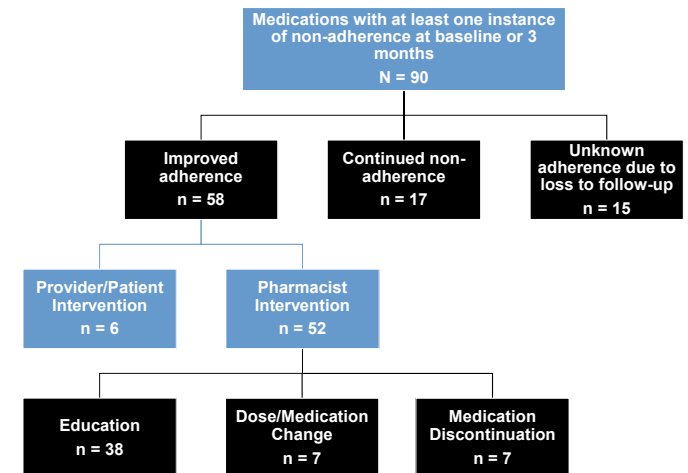 Medications with at least one instance
of non-adherence at baseline or 3
months
N = 90
Improved
adherence
n = 58
Continued non-
adherence
n = 17
Unknown
adherence due to
loss to follow-up
n = 15
Provider/Patient
Intervention
n = 6
Pharmacist
Intervention
n = 52
Education
n = 38
Dose/Medication
Change
n = 7
Medication
Discontinuation
n = 7